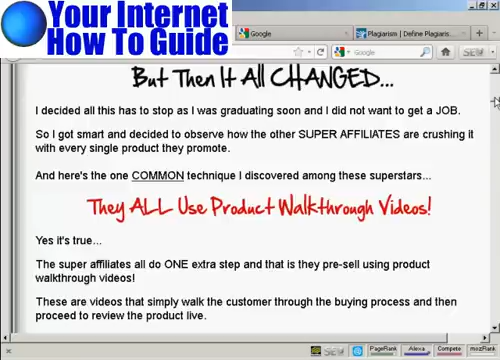 Your Internet
How To Guide
Google
Plagiarism | Define Plagiaris...
Google
SEM
But Then It All CHANGED...
I decided all this has to stop as I was graduating soon and I did not want to get a JOB.
So I got smart and decided to observe how the other SUPER AFFILIATES are crushing it
with every single product they promote.
And here's the one COMMON technique I discovered among these superstars...
They ALL Use Product Walkthrough Videos!
Yes it's true...
The super affiliates all do ONE extra step and that is they pre-sell using product
walkthrough videos!
These are videos that simply walk the customer through the buying process and then
proceed to review the product live.
SEM PageRank Alexa Compete mozRank